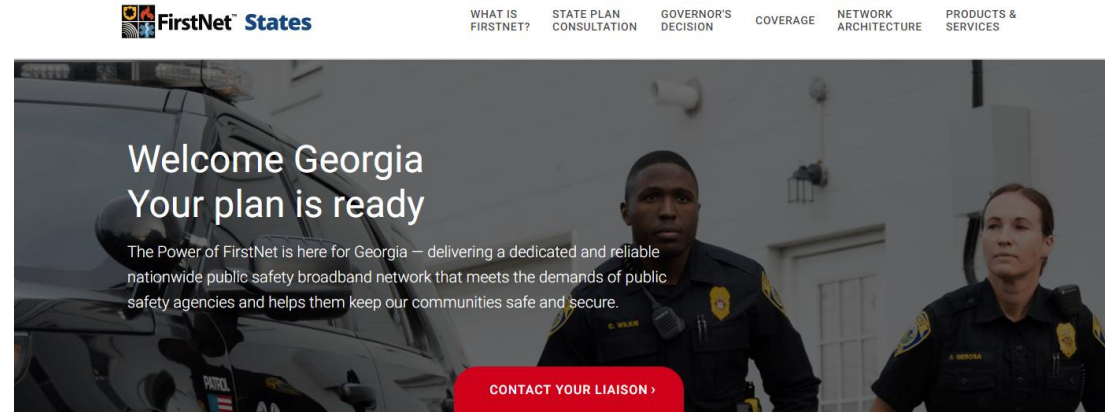 FirstNet™ States
WHAT IS
FIRSTNET?
STATE PLAN
CONSULTATION
GOVERNOR'S
DECISION
COVERAGE
NETWORK
ARCHITECTURE
PRODUCTS &
SERVICES
Welcome Georgia
Your plan is ready
The Power of FirstNet is here for Georgia — delivering a dedicated and reliable
nationwide public safety broadband network that meets the demands of public
safety agencies and helps them keep our communities safe and secure.
C. WILKIN
PATROL
CONTACT YOUR LIAISON ›